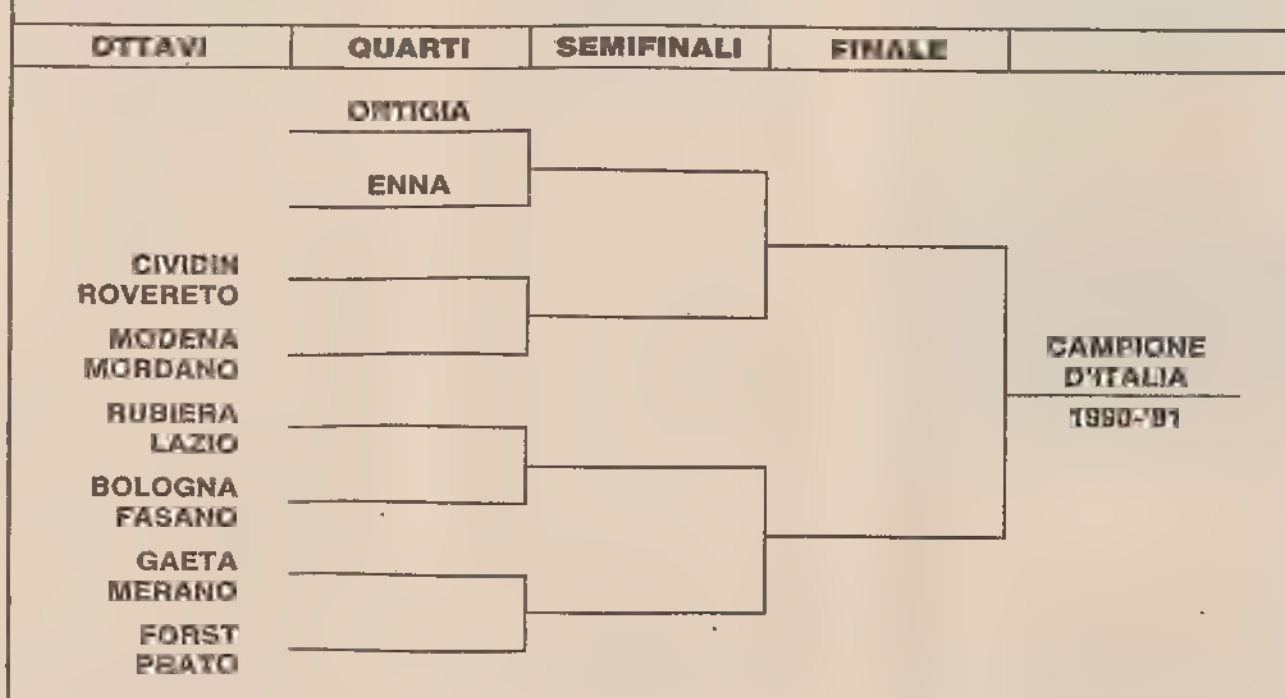 OTTAVI QUARTI SEMIFINALI FINALE
ORTIGIA
ENNA
CIVIDIN
ROVERETO
MODENA
MORDANO
RUBIERA
LAZIO
BOLOGNA
FASANO
GAETA
MERANO
FORST
PRATO
CAMPIONE
D'ITALIA
1990-'91